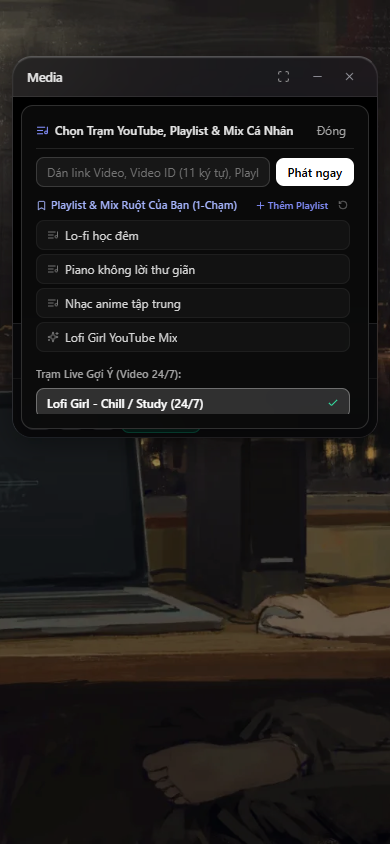 Media
Chọn Trạm YouTube, Playlist & Mix Cá Nhân
Đóng
Dán link Video, Video ID (11 ký tự), Playl
Phát ngay
Playlist & Mix Ruột Của Bạn (1-Chạm)
+ Thêm Playlist
Lo-fi học đêm
Piano không lời thư giãn
Nhạc anime tập trung
Lofi Girl YouTube Mix
Trạm Live Gợi Ý (Video 24/7):
Lofi Girl - Chill / Study (24/7)